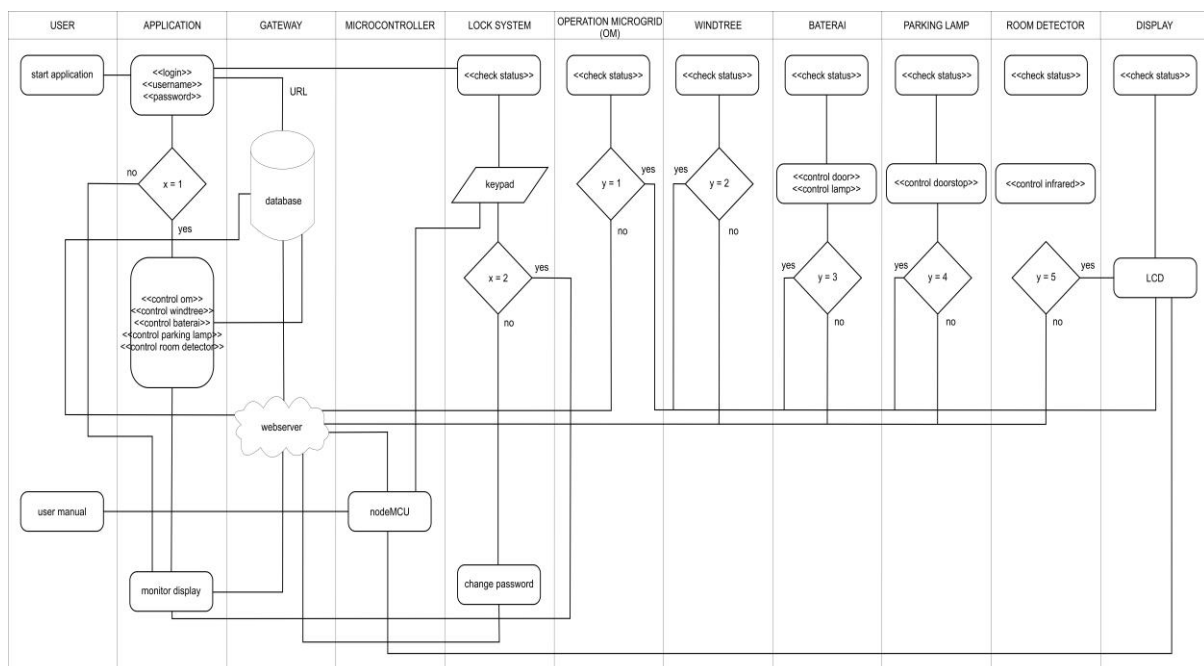 USER
APPLICATION
GATEWAY
MICROCONTROLLER
LOCK SYSTEM
OPERATION MICROGRID
(OM)
WINDTREE
BATERAI
PARKING LAMP
ROOM DETECTOR
DISPLAY
start application
<<login>>
<<username>>
<<password>>
URL
<<check status>>
<<check status>>
<<check status>>
<<check status>>
<<check status>>
<<check status>>
<<check status>>
no
x = 1
yes
database
keypad
y = 1
yes
no
yes
y = 2
no
<<control door>>
<<control lamp>>
<<control doorstop>>
<<control infrared>>
<<control om>>
<<control windtree>>
<<control baterai>>
<<control parking lamp>>
<<control room detector>>
x = 2
yes
no
yes
y = 3
no
yes
y = 4
no
y = 5
yes
no
LCD
webserver
user manual
nodeMCU
monitor display
change password